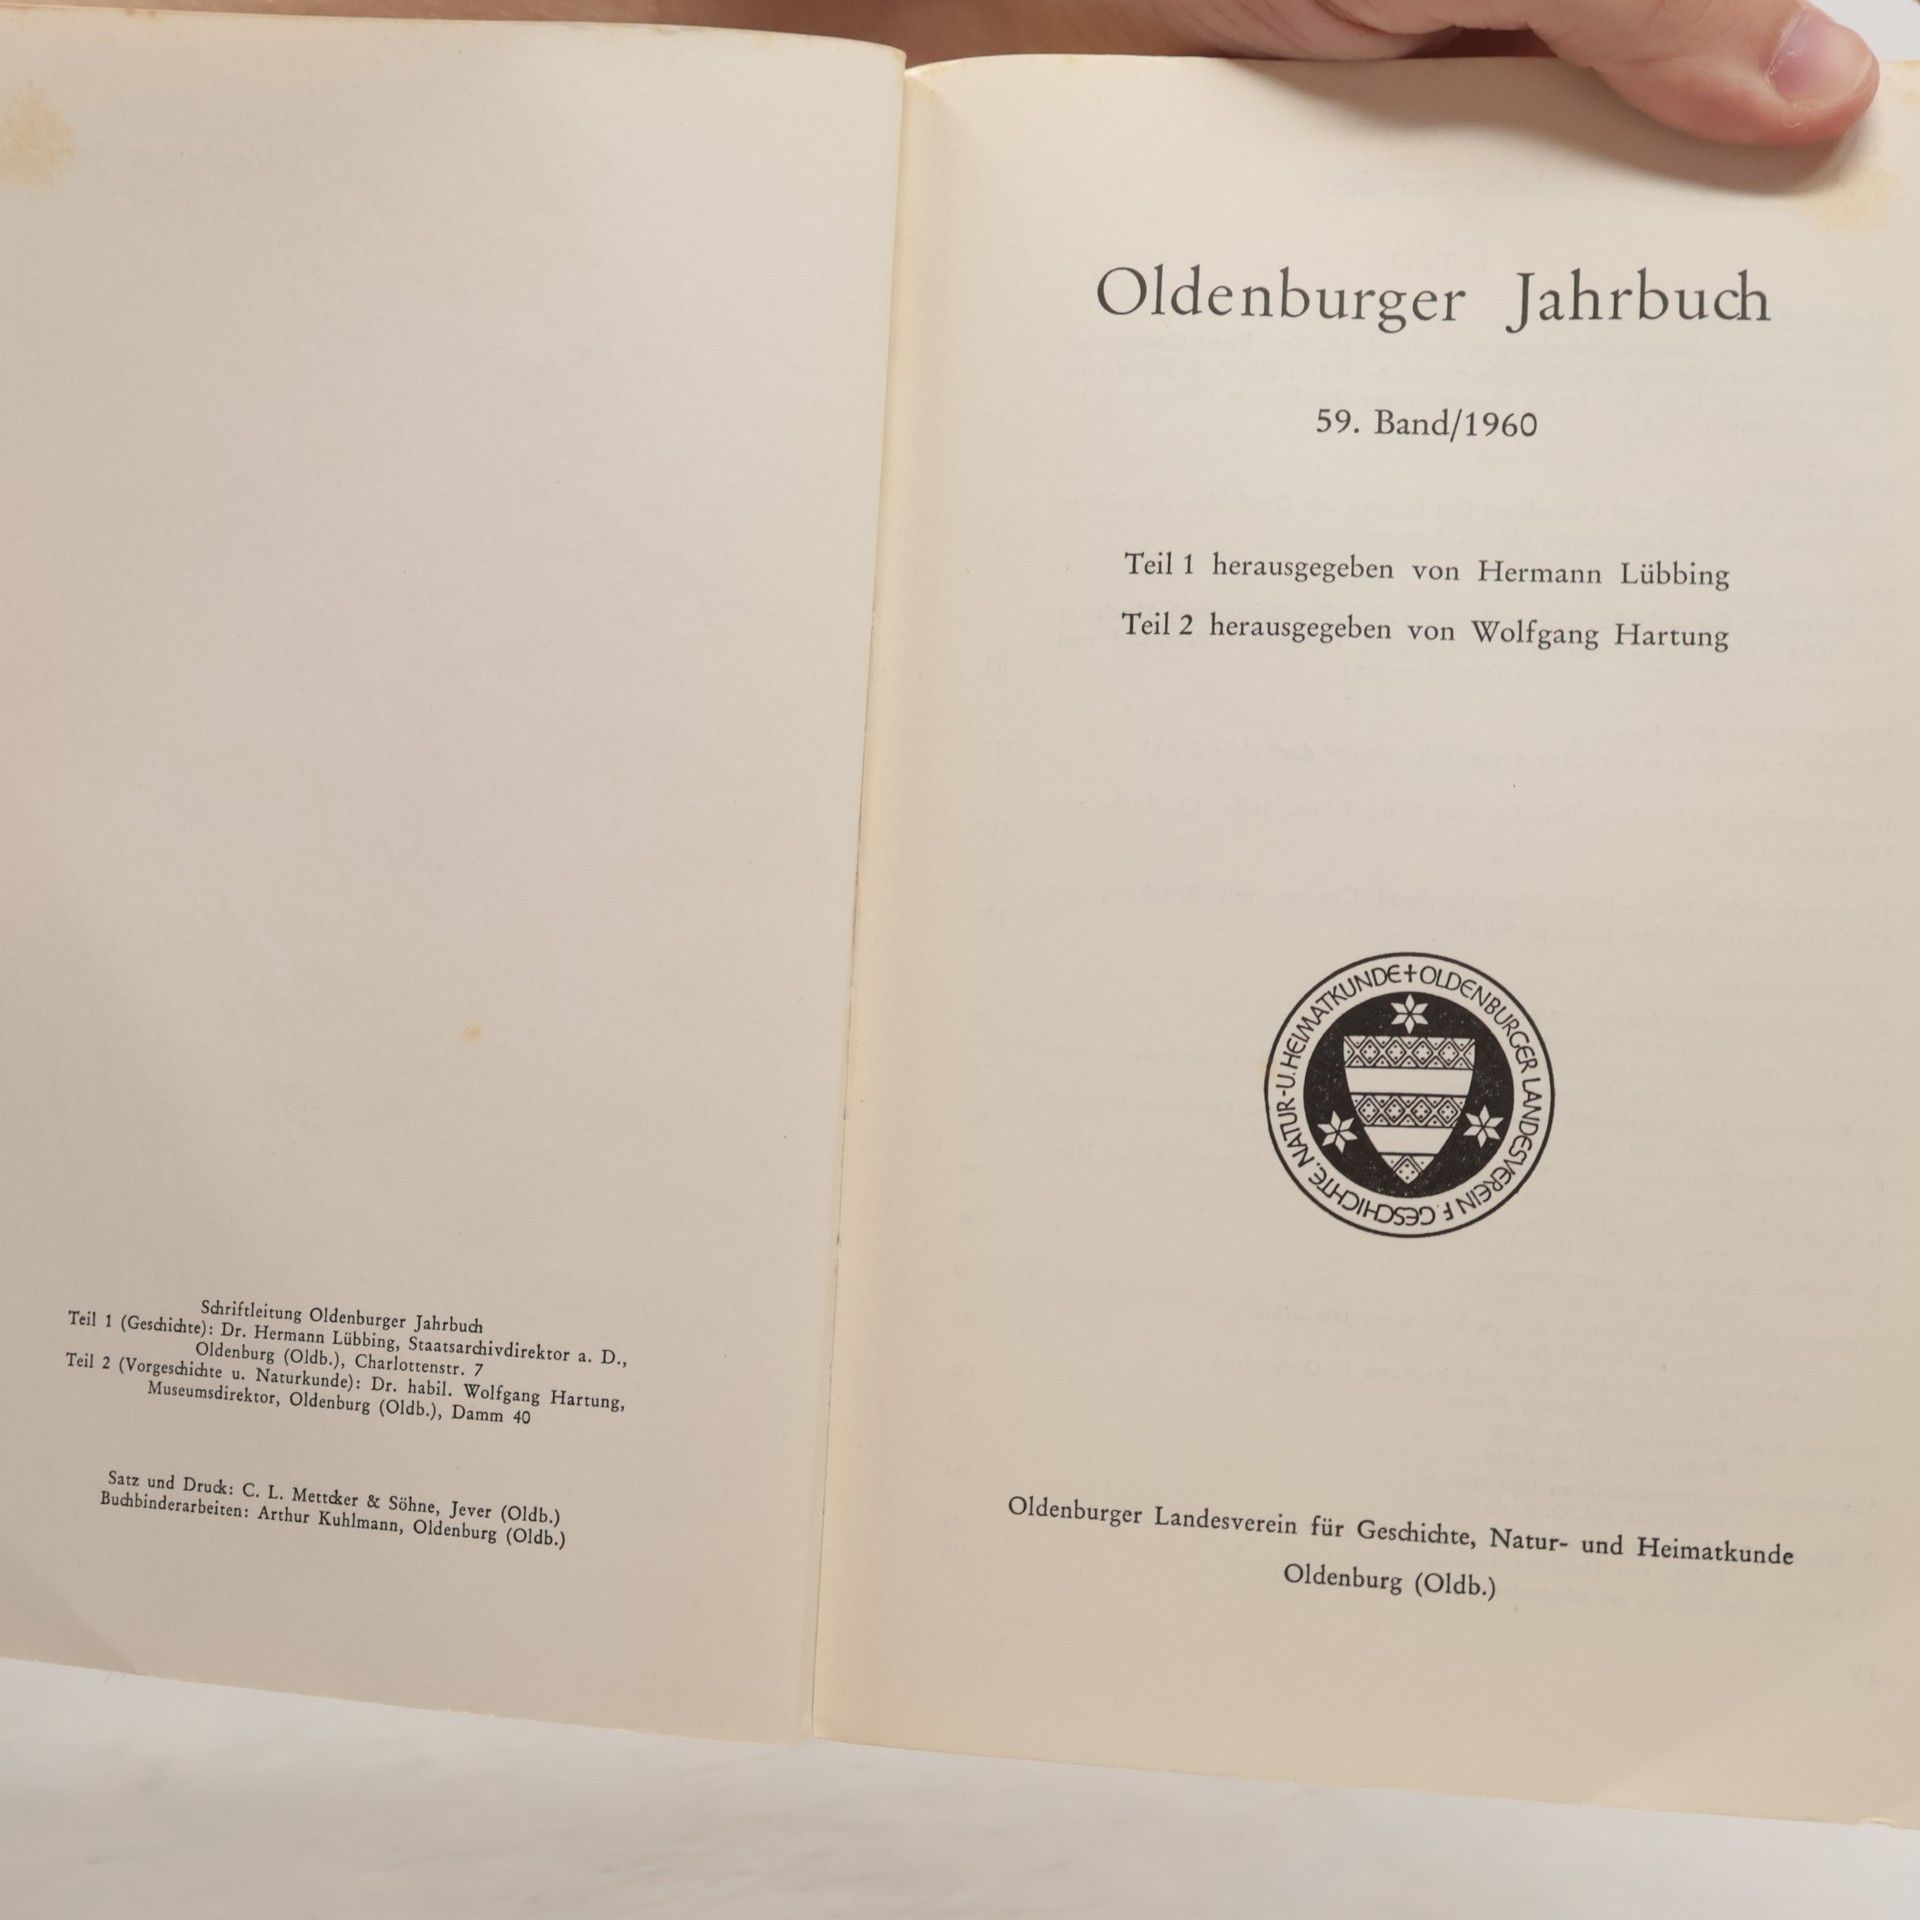 Schriftleitung Oldenburger Jahrbuch
Teil 1 (Geschichte): Dr. Hermann Lübbing, Staatsarchivdirektor a. D.,
Oldenburg (Oldb.), Charlottenstr. 7
Teil 2 (Vorgeschichte u. Naturkunde): Dr. habil. Wolfgang Hartung,
Museumsdirektor, Oldenburg (Oldb.), Damm 40
Satz und Druck: C. L. Mettcker & Söhne, Jever (Oldb.)
Buchbinderarbeiten: Arthur Kuhlmann, Oldenburg (Oldb.)
Oldenburger Jahrbuch
59. Band/1960
Teil 1 herausgegeben von Hermann Lübbing
Teil 2 herausgegeben von Wolfgang Hartung
OLDENBURGER LANDESVEREIN F. GESCHICHTE, NATUR- U. HEIMATKUNDE
Oldenburger Landesverein für Geschichte, Natur- und Heimatkunde
Oldenburg (Oldb.)